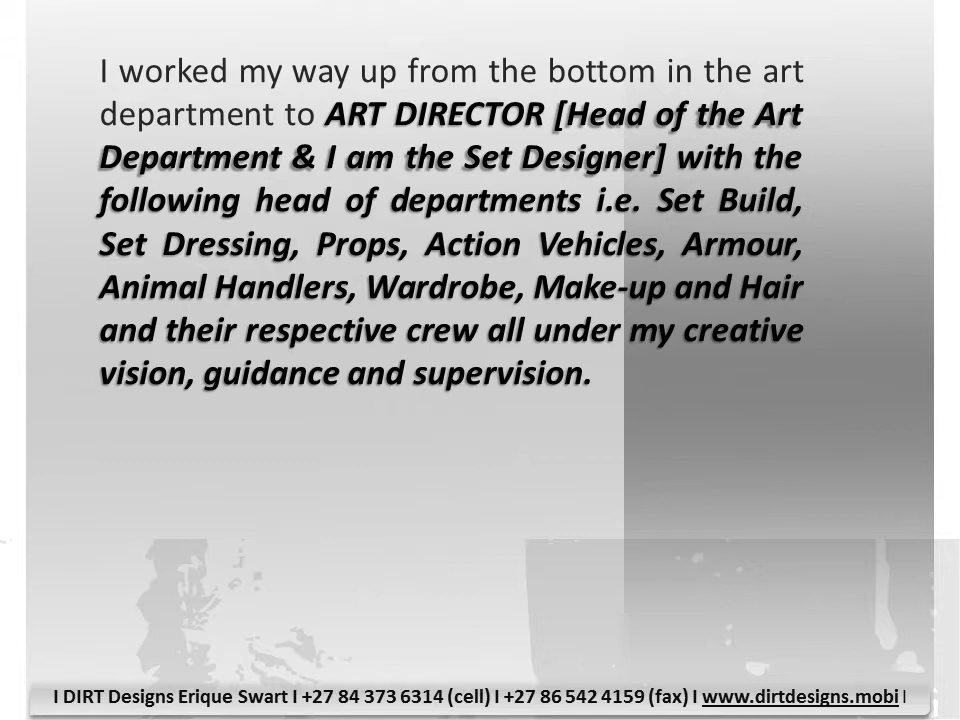 I worked my way up from the bottom in the art
department to ART DIRECTOR [Head of the Art
Department & I am the Set Designer] with the
following head of departments i.e. Set Build,
Set Dressing, Props, Action Vehicles, Armour,
Animal Handlers, Wardrobe, Make-up and Hair
and their respective crew all under my creative
vision, guidance and supervision.
I DIRT Designs Erique Swart I +27 84 373 6314 (cell) I +27 86 542 4159 (fax) I www.dirtdesigns.mobi I